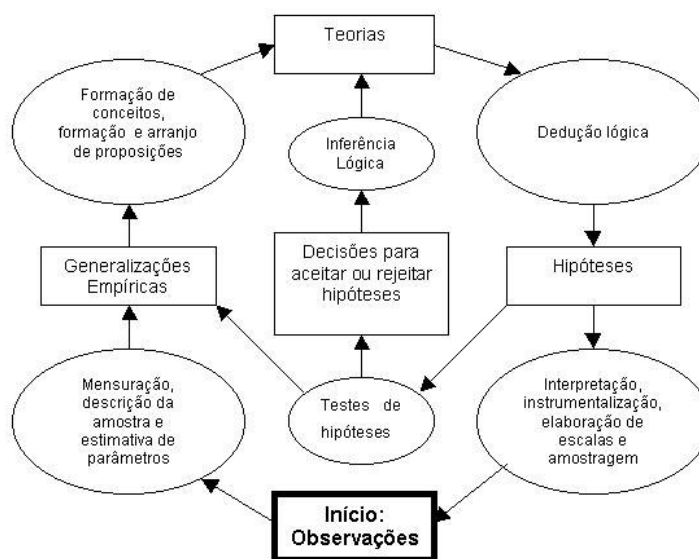 Teorias
Formação de
conceitos,
formação e arranjo
de proposições
Inferência
Lógica
Dedução lógica
Generalizações
Empíricas
Decisões para
aceitar ou rejeitar
hipóteses
Hipóteses
Mensuração,
descrição da
amostra e
estimativa de
parâmetros
Testes de
hipóteses
Interpretação,
instrumentalização,
elaboração de
escalas e
amostragem
Início:
Observações